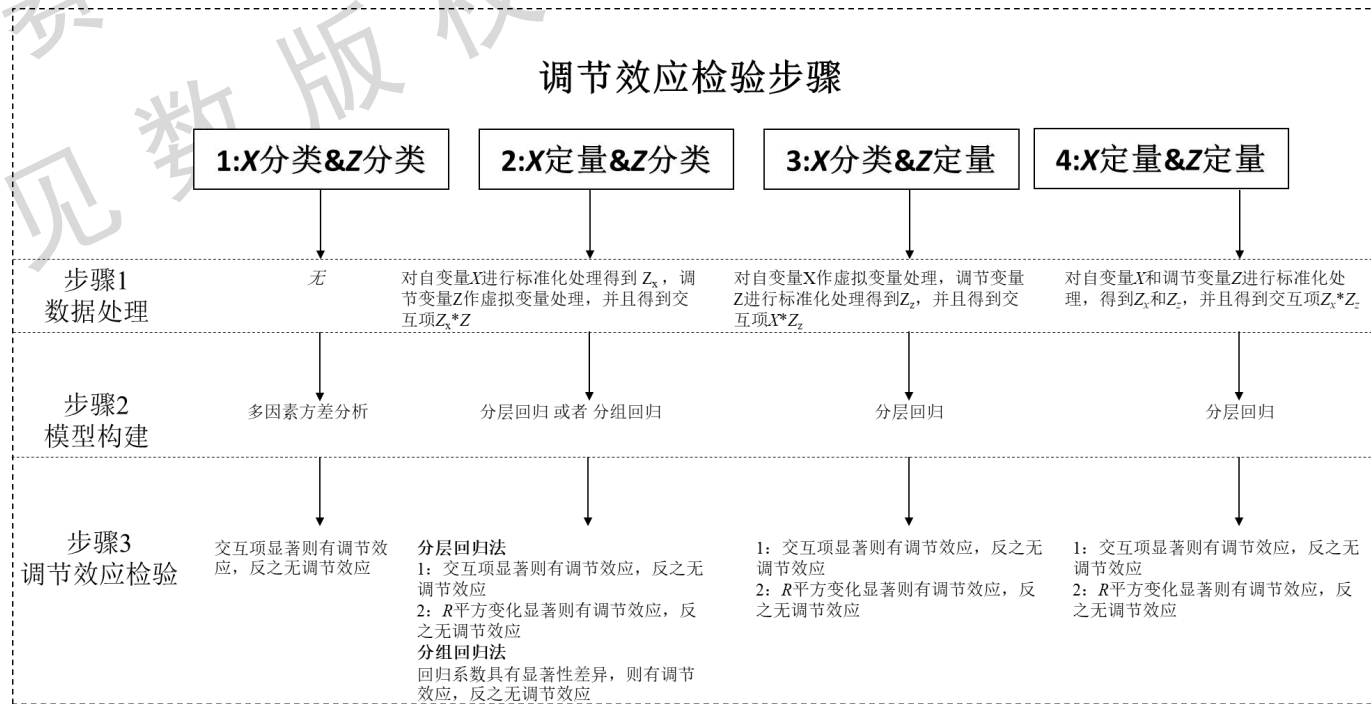 赛
见数版权
调节效应检验步骤
1:X分类&Z分类
2:X定量&Z分类
3:X分类&Z定量
4:X定量&Z定量
步骤1
数据处理
无
对自变量X进行标准化处理得到 Zx，调
节变量Z作虚拟变量处理，并且得到交
互项Zx*Z
对自变量X作虚拟变量处理，调节变量
Z进行标准化处理得到Zz，并且得到交
互项X*Zz
对自变量X和调节变量Z进行标准化处
理，得到Zx和Zz，并且得到交互项Zx*Zz
步骤2
模型构建
多因素方差分析
分层回归 或者 分组回归
分层回归
分层回归
步骤3
调节效应检验
交互项显著则有调节效
应，反之无调节效应
分层回归法
1：交互项显著则有调节效应，反之无
调节效应
2：R平方变化显著则有调节效应，反
之无调节效应
分组回归法
回归系数具有显著性差异，则有调节
效应，反之无调节效应
1：交互项显著则有调节效应，反之无
调节效应
2：R平方变化显著则有调节效应，反
之无调节效应
1：交互项显著则有调节效应，反之无
调节效应
2：R平方变化显著则有调节效应，反
之无调节效应